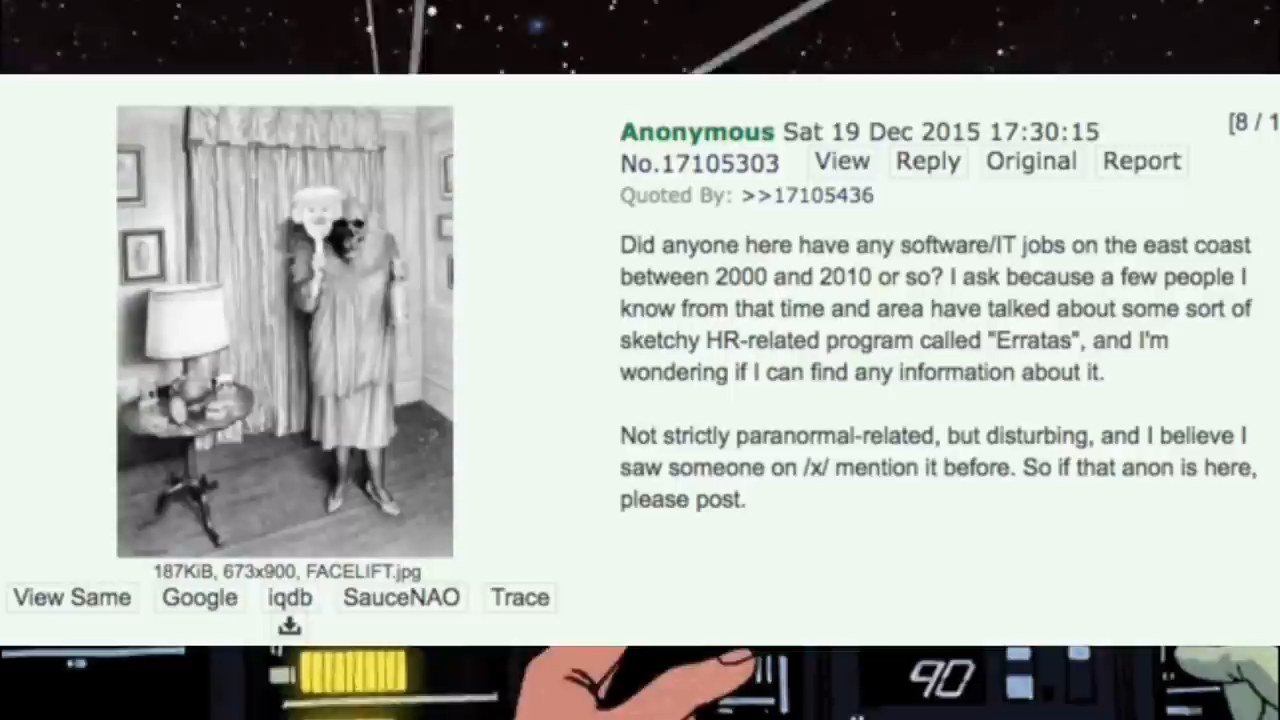 Anonymous Sat 19 Dec 2015 17:30:15
[8 / 1
No.17105303 View Reply Original Report
Quoted By: >>17105436
Did anyone here have any software/IT jobs on the east coast
between 2000 and 2010 or so? I ask because a few people I
know from that time and area have talked about some sort of
sketchy HR-related program called "Erratas", and I'm
wondering if I can find any information about it.
Not strictly paranormal-related, but disturbing, and I believe I
saw someone on /x/ mention it before. So if that anon is here,
please post.
187KiB, 673x900, FACELIFT.jpg
View Same Google iqdb SauceNAO Trace
90